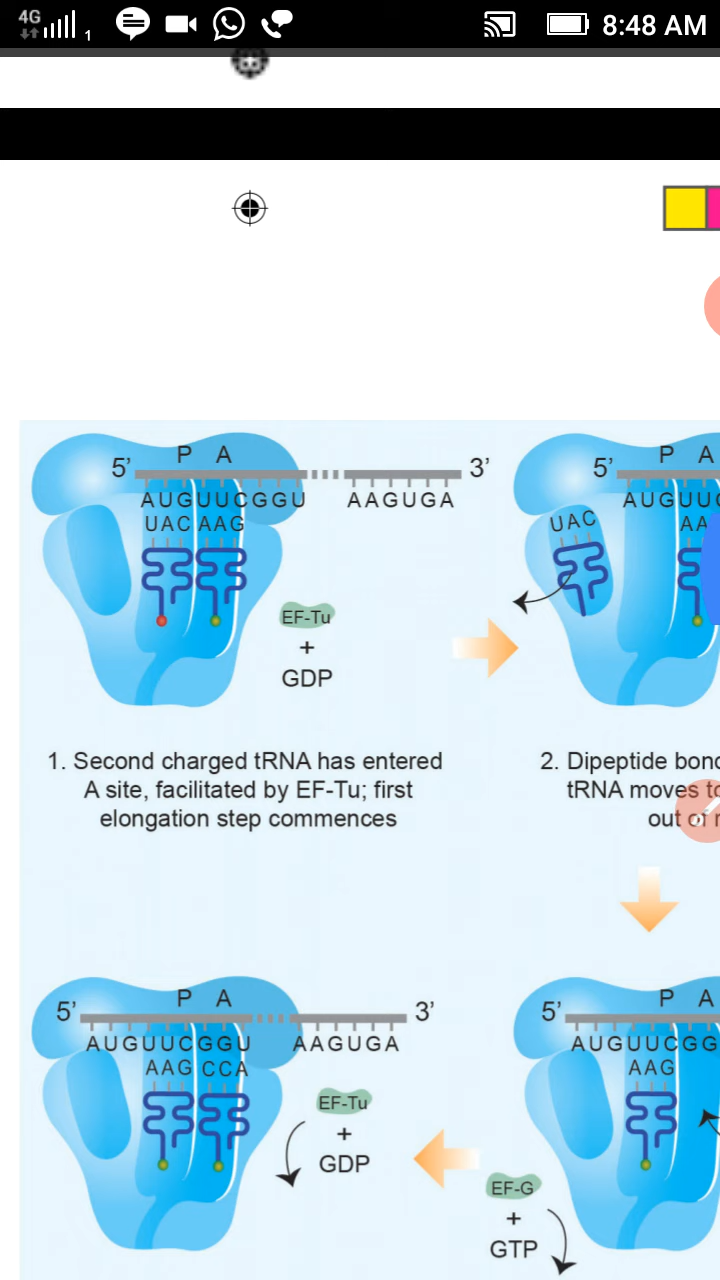 4G 1 8:48 AM
5' P A 3'
AUGUUCGGU AAGUGA
UAC AAG
EF-Tu
+
GDP
1. Second charged tRNA has entered
A site, facilitated by EF-Tu; first
elongation step commences
5' P A
AUGUUC
UAC AA
2. Dipeptide bond
tRNA moves to
out of
5' P A 3'
AUGUUCGGU AAGUGA
AAG CCA
EF-Tu
+
GDP
5' P A
AUGUUCGG
AAG
EF-G
+
GTP